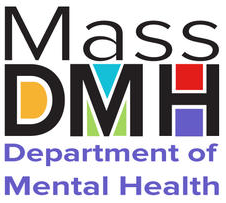 Mass
DMH
Department of
Mental Health